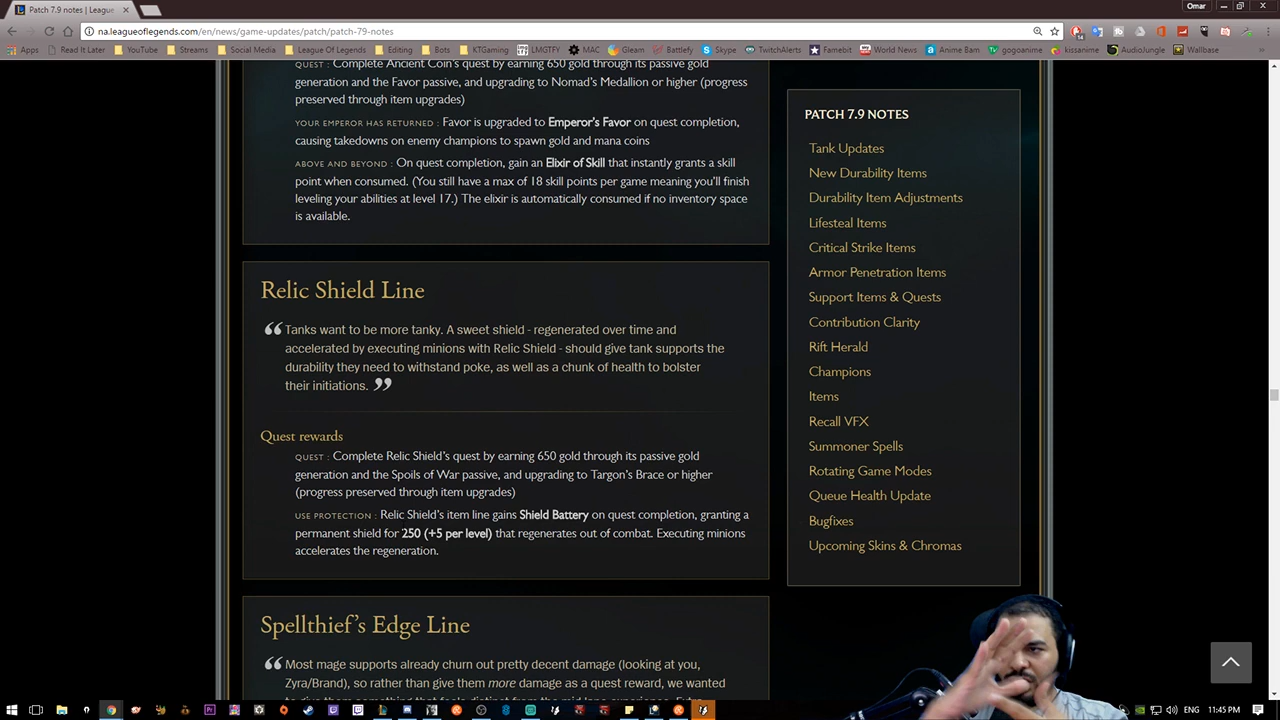 Patch 7.9 notes | Leagu
Omar
na.leagueoflegends.com/en/news/game-updates/patch/patch-79-notes
Apps Read It Later YouTube Streams Social Media League Of Legends Editing Bots KTGaming LMGTFY MAC Gleam Battlefy Skype TwitchAlerts Famebit World News Anime Bam gogoanime kissanime AudioJungle Wallbase
QUEST : Complete Ancient Coin's quest by earning 650 gold through its passive gold
generation and the Favor passive, and upgrading to Nomad's Medallion or higher (progress
preserved through item upgrades)
YOUR EMPEROR HAS RETURNED : Favor is upgraded to Emperor's Favor on quest completion,
causing takedowns on enemy champions to spawn gold and mana coins
ABOVE AND BEYOND : On quest completion, gain an Elixir of Skill that instantly grants a skill
point when consumed. (You still have a max of 18 skill points per game meaning you'll finish
leveling your abilities at level 17.) The elixir is automatically consumed if no inventory space
is available.
Relic Shield Line
“ Tanks want to be more tanky. A sweet shield - regenerated over time and
accelerated by executing minions with Relic Shield - should give tank supports the
durability they need to withstand poke, as well as a chunk of health to bolster
their initiations. ”
Quest rewards
QUEST : Complete Relic Shield's quest by earning 650 gold through its passive gold
generation and the Spoils of War passive, and upgrading to Targon's Brace or higher
(progress preserved through item upgrades)
USE PROTECTION : Relic Shield's item line gains Shield Battery on quest completion, granting a
permanent shield for 250 (+5 per level) that regenerates out of combat. Executing minions
accelerates the regeneration.
Spellthief's Edge Line
“ Most mage supports already churn out pretty decent damage (looking at you,
Zyra/Brand), so rather than give them more damage as a quest reward, we wanted
PATCH 7.9 NOTES
Tank Updates
New Durability Items
Durability Item Adjustments
Lifesteal Items
Critical Strike Items
Armor Penetration Items
Support Items & Quests
Contribution Clarity
Rift Herald
Champions
Items
Recall VFX
Summoner Spells
Rotating Game Modes
Queue Health Update
Bugfixes
Upcoming Skins & Chromas
ENG 11:45 PM